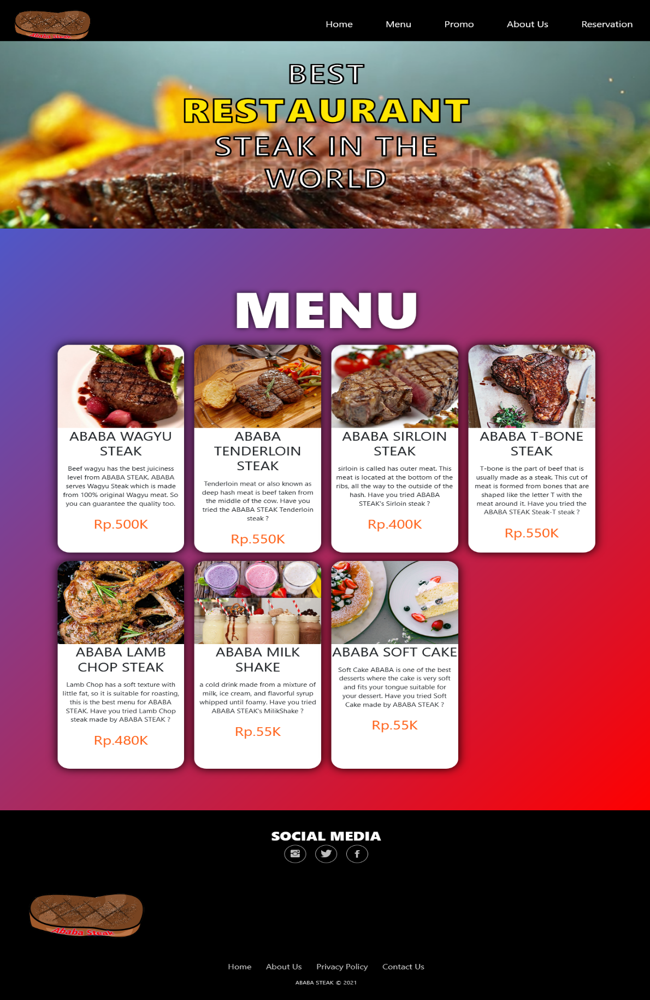 Ababa Steak
Home Menu Promo About Us Reservation
BEST
RESTAURANT
STEAK IN THE
WORLD
MENU
ABABA WAGYU
STEAK
Beef wagyu has the best juiciness
level from ABABA STEAK. ABABA
serves Wagyu Steak which is made
from 100% original Wagyu meat. So
you can guarantee the quality too.
Rp.500K
ABABA
TENDERLOIN
STEAK
Tenderloin meat or also known as
deep hash meat is beef taken from
the middle of the cow. Have you
tried the ABABA STEAK Tenderloin
steak ?
Rp.550K
ABABA SIRLOIN
STEAK
sirloin is called has outer meat. This
meat is located at the bottom of the
ribs, all the way to the outside of the
hash. Have you tried ABABA
STEAK's Sirloin steak ?
Rp.400K
ABABA T-BONE
STEAK
T-bone is the part of beef that is
usually made as a steak. This cut of
meat is formed from bones that are
shaped like the letter T with the
meat around it. Have you tried the
ABABA STEAK Steak-T steak ?
Rp.550K
ABABA LAMB
CHOP STEAK
Lamb Chop has a soft texture with
little fat, so it is suitable for roasting,
this is the best menu for ABABA
STEAK. Have you tried Lamb Chop
steak made by ABABA STEAK ?
Rp.480K
ABABA MILK
SHAKE
a cold drink made from a mixture of
milk, ice cream, and flavorful syrup
whipped until foamy. Have you tried
ABABA STEAK's MilikShake ?
Rp.55K
ABABA SOFT CAKE
Soft Cake ABABA is one of the best
desserts where the cake is very soft
and fits your tongue suitable for
your dessert. Have you tried Soft
Cake made by ABABA STEAK ?
Rp.55K
SOCIAL MEDIA
Ababa Steak
Home About Us Privacy Policy Contact Us
ABABA STEAK © 2021